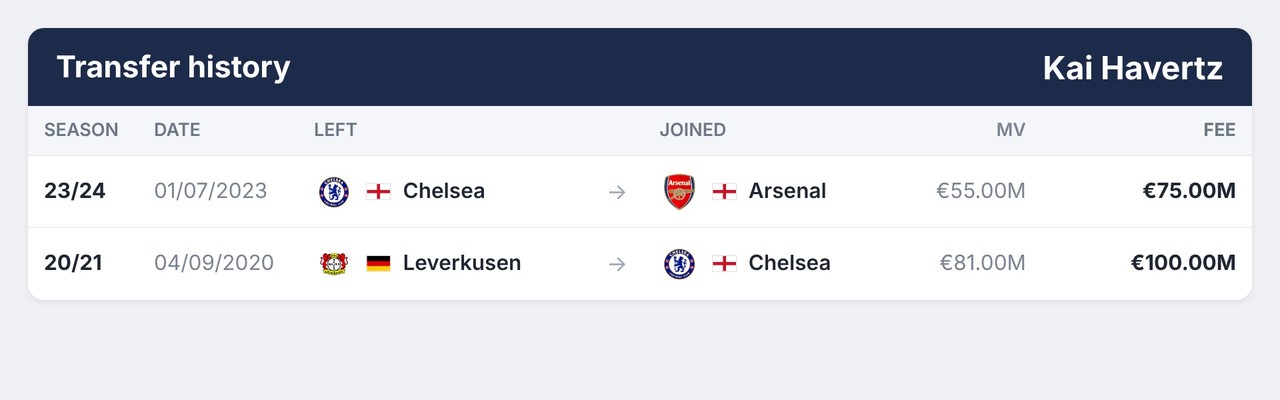 Transfer history Kai Havertz
SEASON DATE LEFT JOINED MV FEE
23/24 01/07/2023 Chelsea → Arsenal €55.00M €75.00M
20/21 04/09/2020 Leverkusen → Chelsea €81.00M €100.00M